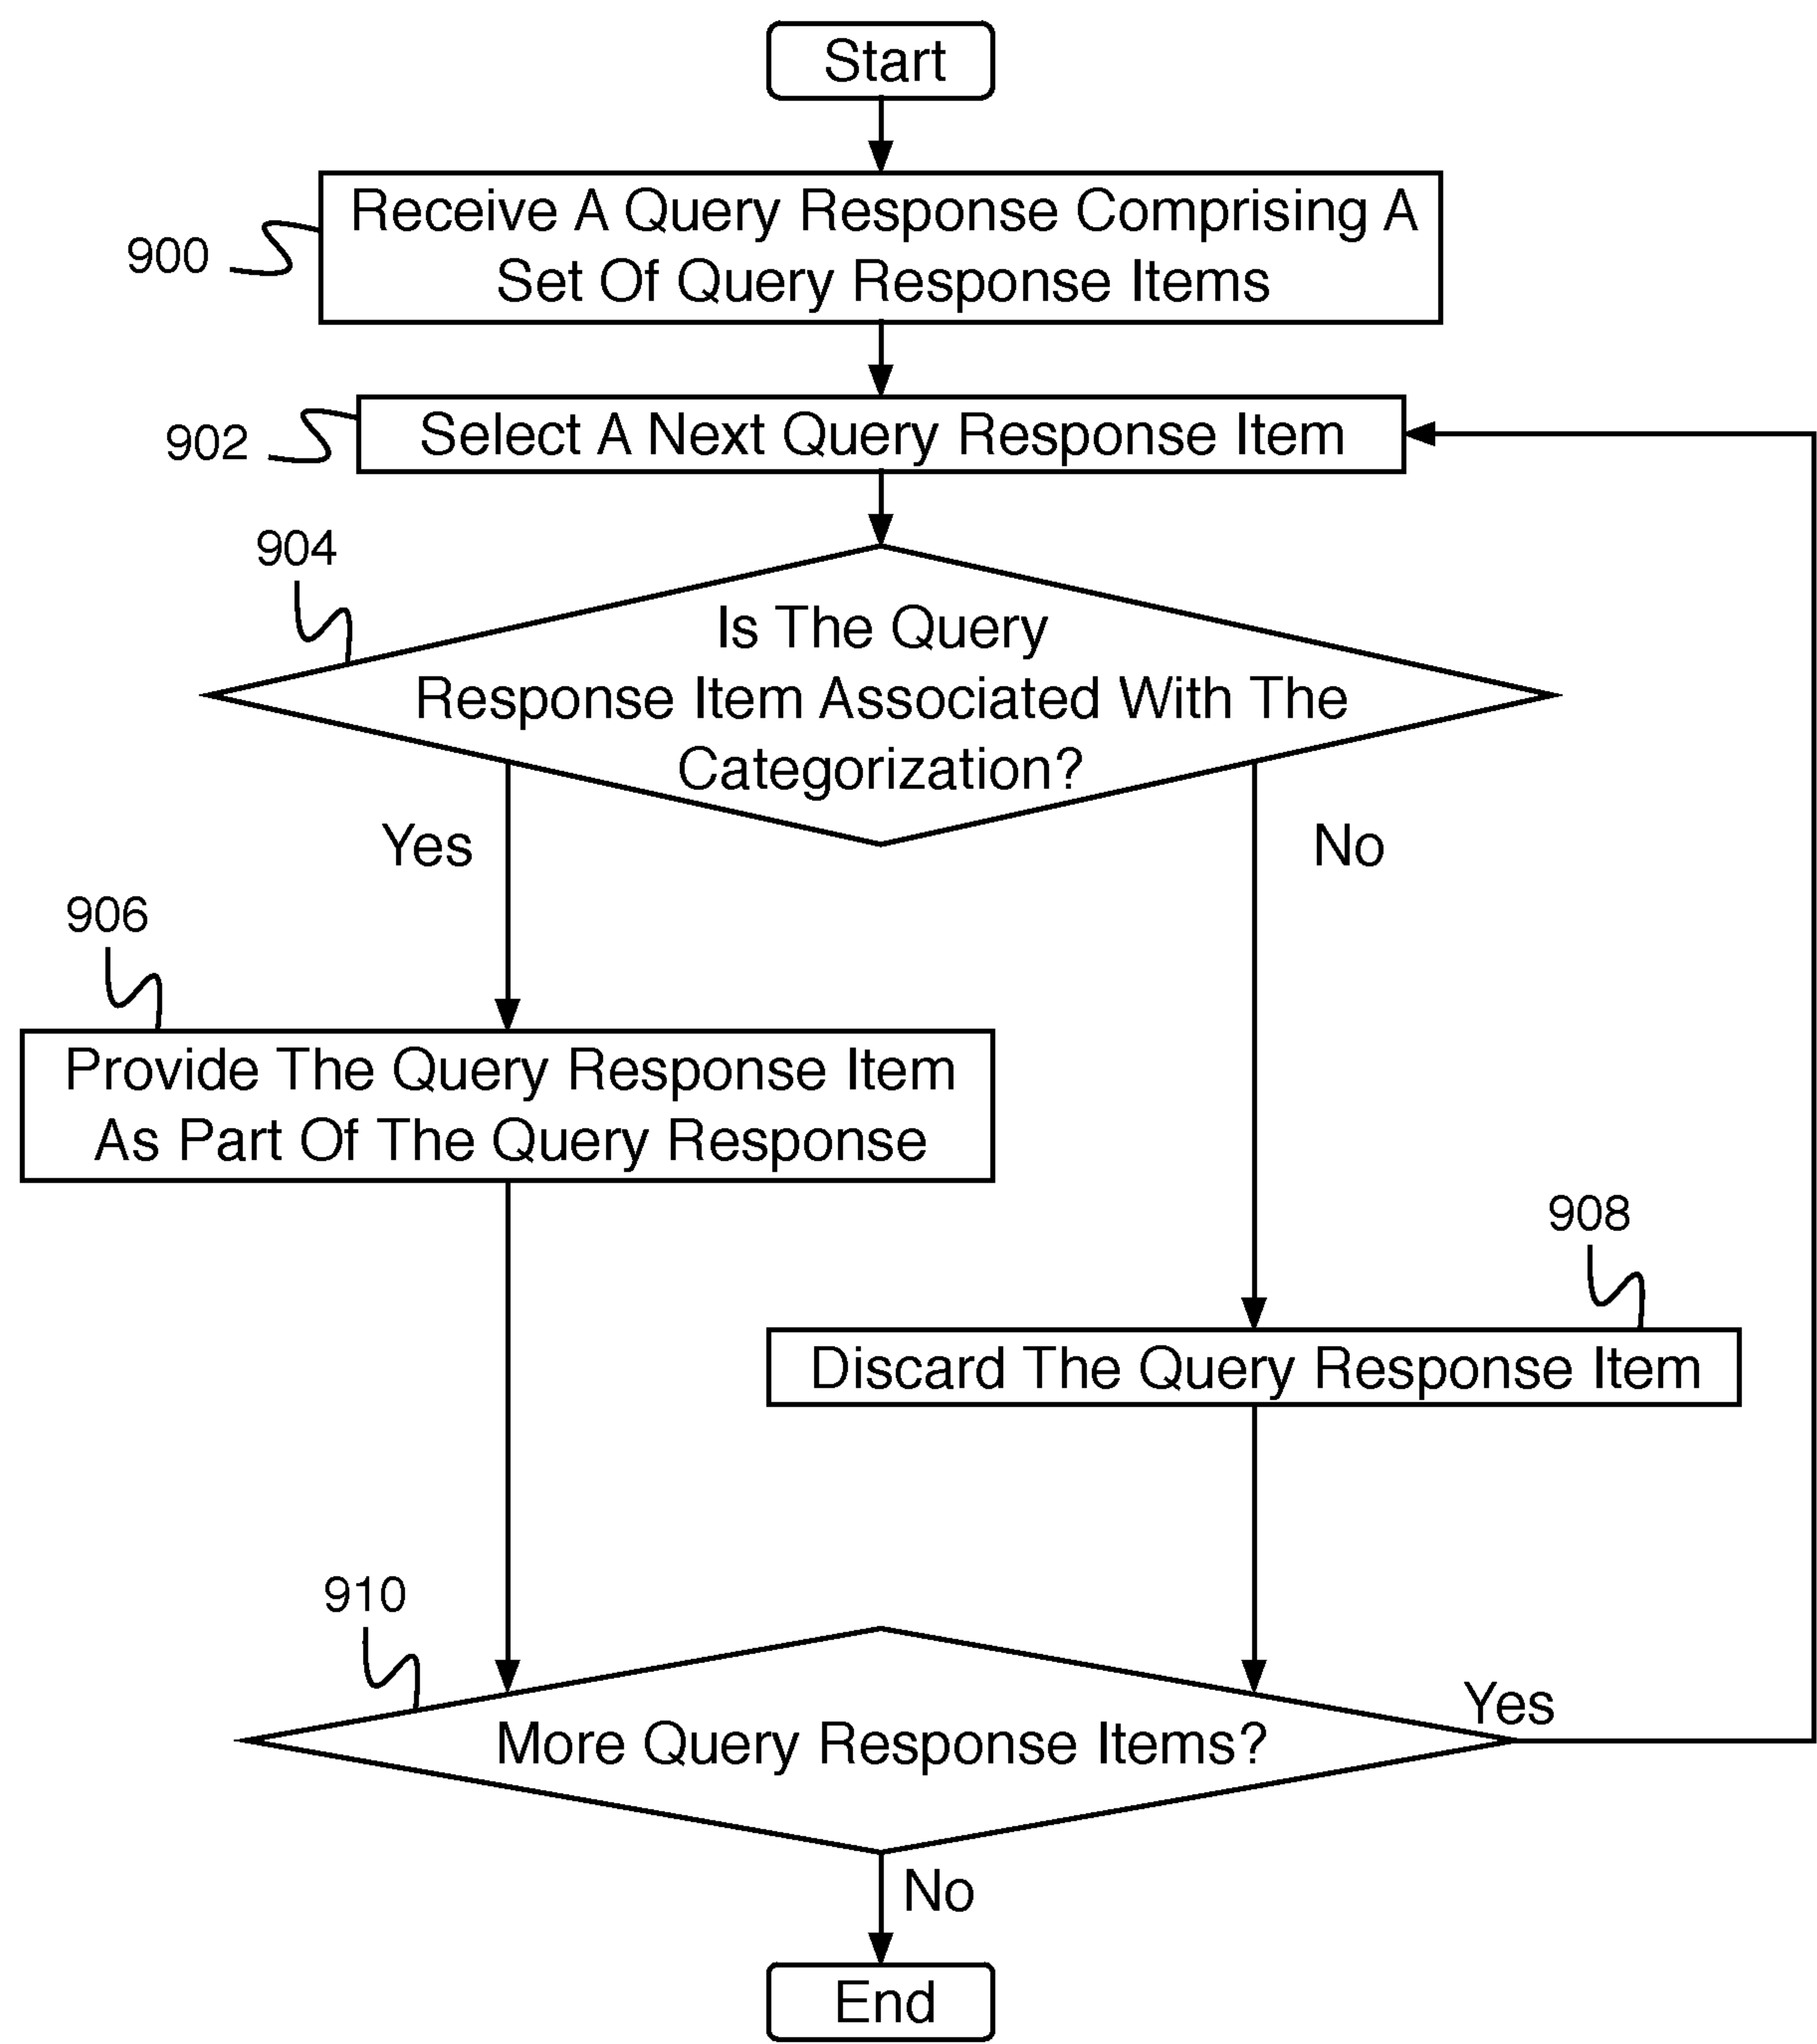 Start
Receive A Query Response Comprising A
Set Of Query Response Items
900
Select A Next Query Response Item
902
904
Is The Query
Response Item Associated With The
Categorization?
Yes
No
906
Provide The Query Response Item
As Part Of The Query Response
908
Discard The Query Response Item
910
More Query Response Items?
Yes
No
End